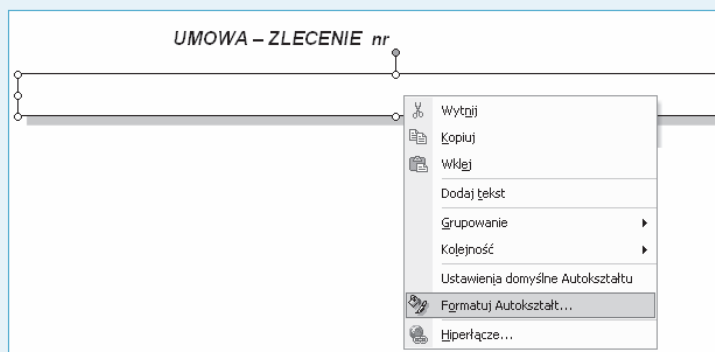 UMOWA – ZLECENIE nr
Wytnij
Kopiuj
Wklej
Dodaj tekst
Grupowanie
Kolejność
Ustawienia domyślne Autokształtu
Formatuj Autokształt...
Hiperłącze...